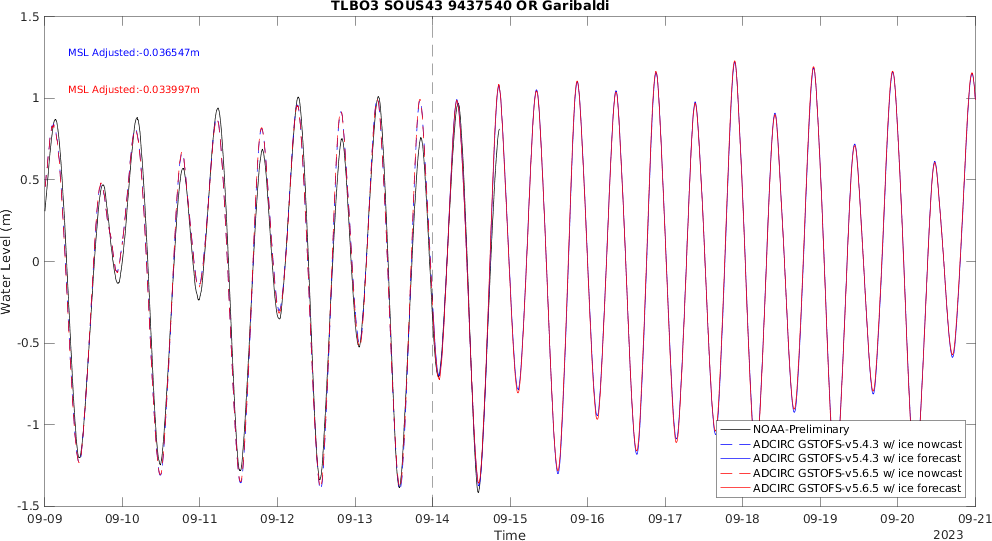 TLBO3 SOUS43 9437540 OR Garibaldi
MSL Adjusted:-0.036547m
MSL Adjusted:-0.033997m
Water Level (m)
1.5
1
0.5
0
-0.5
-1
-1.5
NOAA-Preliminary
ADCIRC GSTOFS-v5.4.3 w/ ice nowcast
ADCIRC GSTOFS-v5.4.3 w/ ice forecast
ADCIRC GSTOFS-v5.6.5 w/ ice nowcast
ADCIRC GSTOFS-v5.6.5 w/ ice forecast
09-09 09-10 09-11 09-12 09-13 09-14 09-15 09-16 09-17 09-18 09-19 09-20 09-21
Time
2023